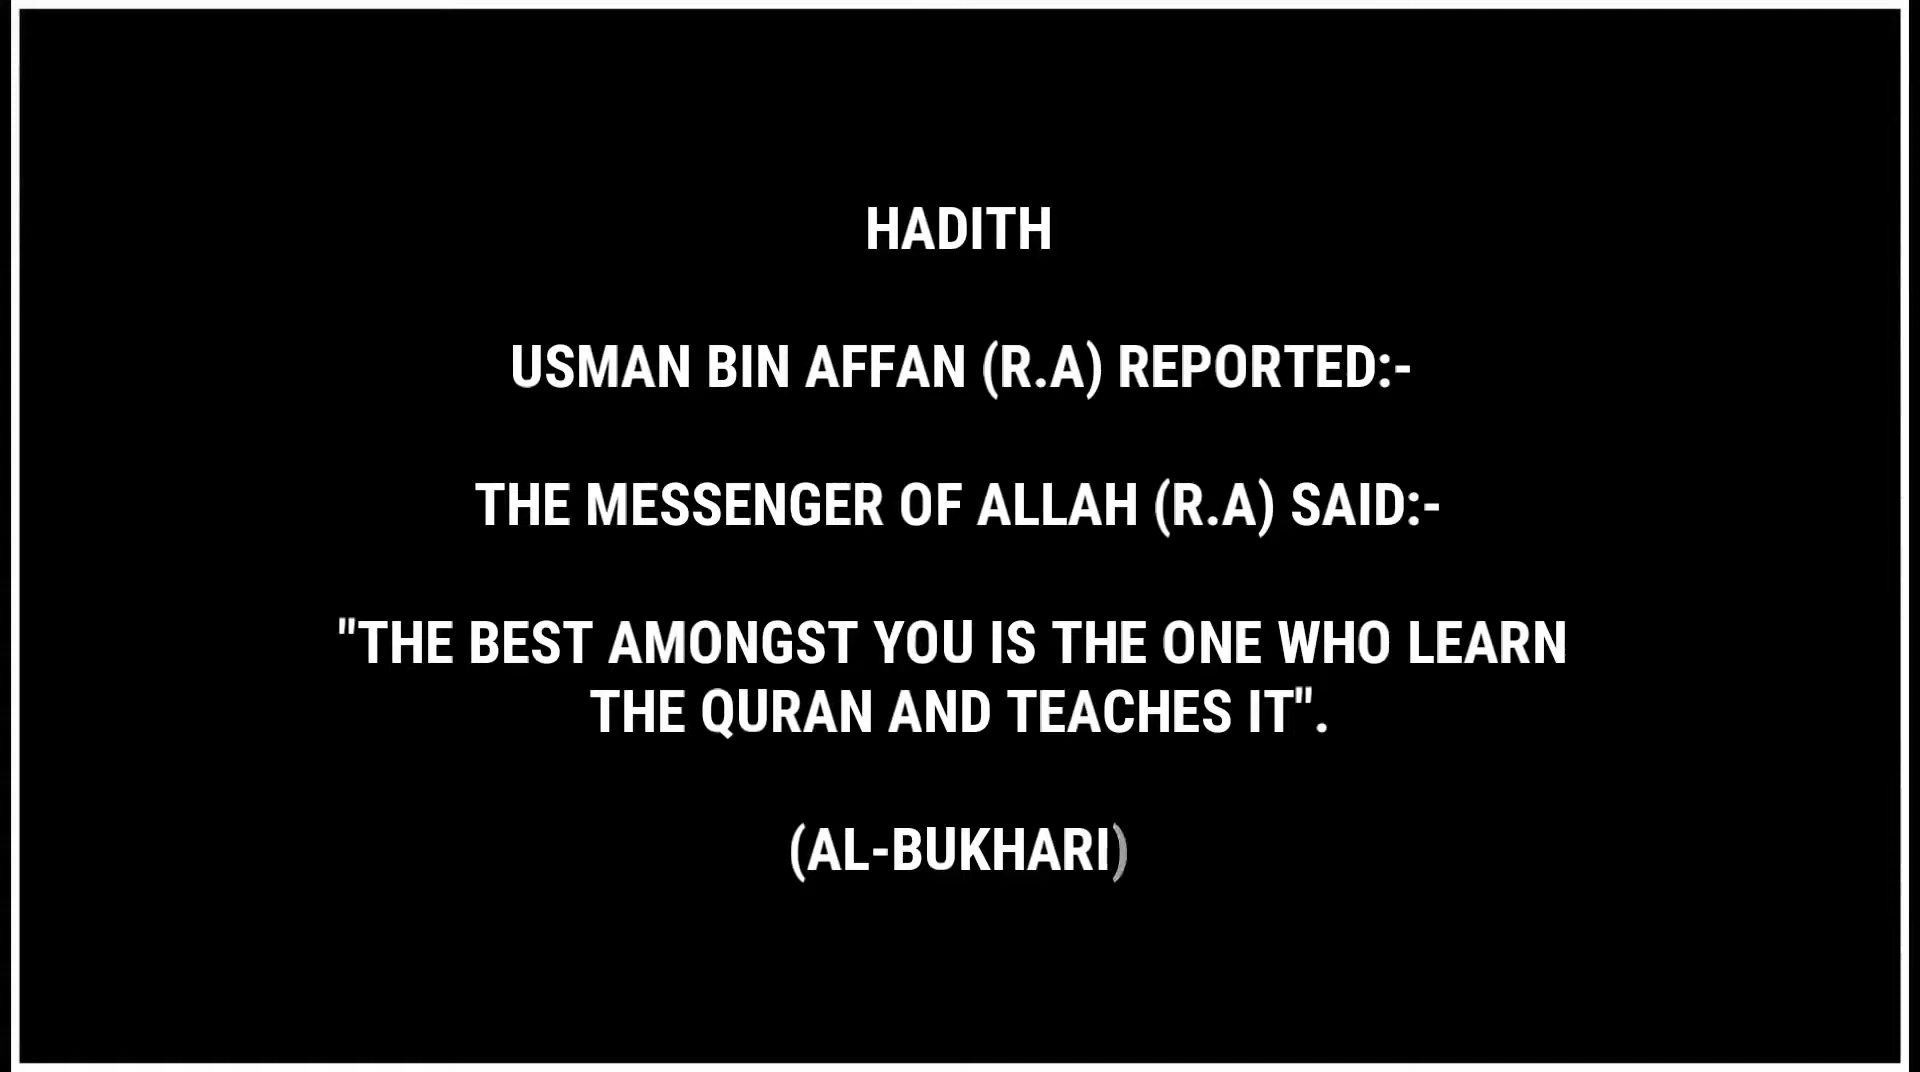 HADITH
USMAN BIN AFFAN (R.A) REPORTED:-
THE MESSENGER OF ALLAH (R.A) SAID:-
"THE BEST AMONGST YOU IS THE ONE WHO LEARN
THE QURAN AND TEACHES IT".
(AL-BUKHARI)